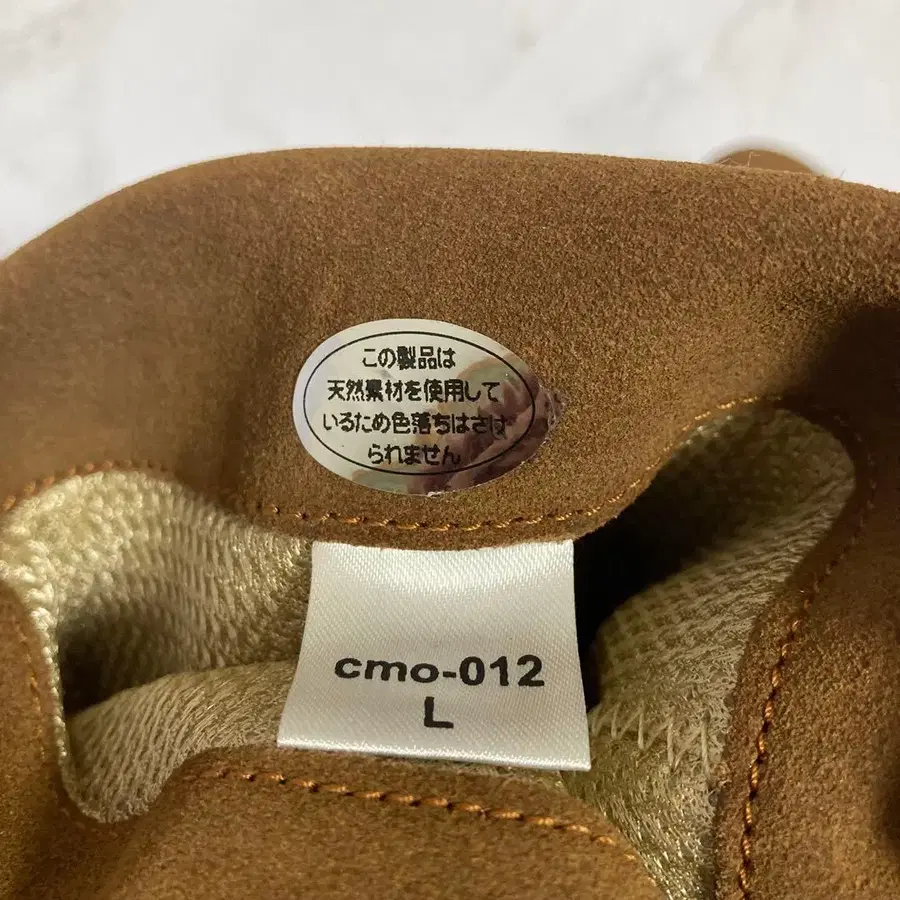 この製品は
天然素材を使用して
いるため色落ちはさけ
られません
cmo-012
L